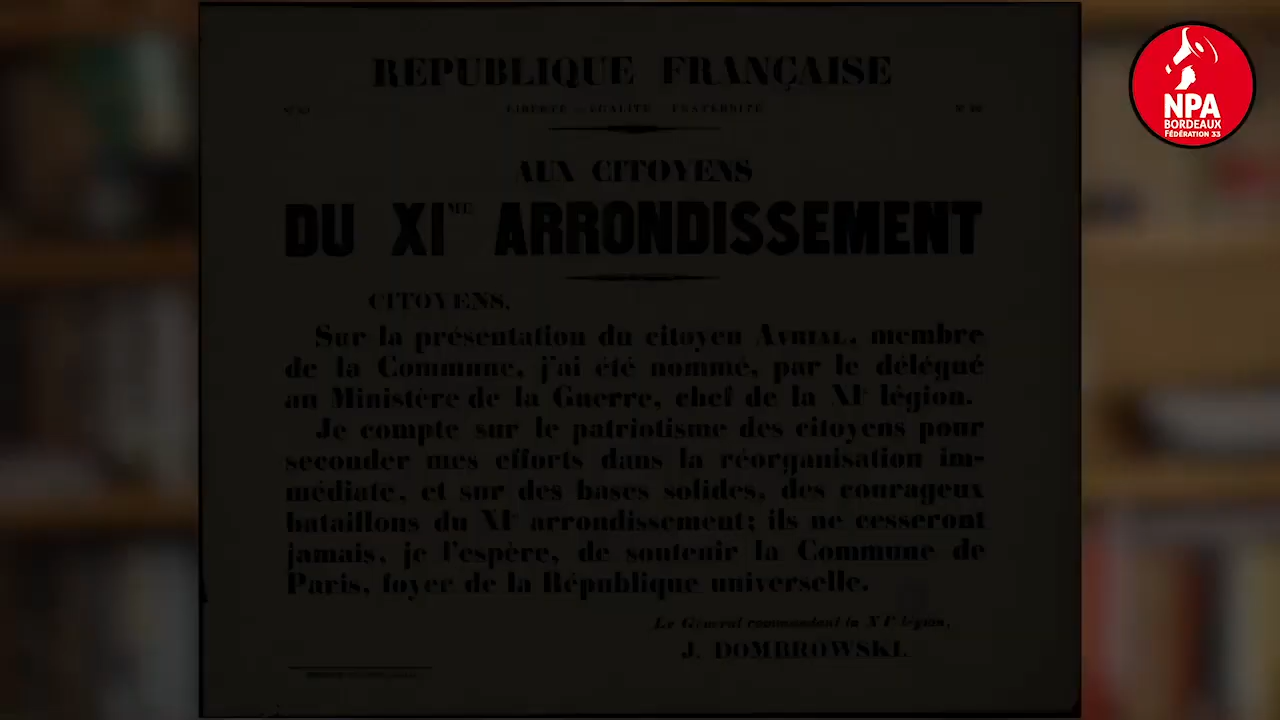 REPUBLIQUE FRANÇAISE
LIBERTÉ — ÉGALITÉ — FRATERNITÉ
AUX CITOYENS
DU XIME ARRONDISSEMENT
CITOYENS,
Sur la présentation du citoyen AVRIAL, membre
de la Commune, j'ai été nommé, par le délégué
au Ministère de la Guerre, chef de la XIe légion.
Je compte sur le patriotisme des citoyens pour
seconder mes efforts dans la réorganisation im-
médiate, et sur des bases solides, des courageux
bataillons du XIe arrondissement; ils ne cesseront
jamais, je l'espère, de soutenir la Commune de
Paris, foyer de la République universelle.
Le Général commandant la XIe légion,
J. DOMBROWSKI.
NPA
BORDEAUX
FÉDÉRATION 33